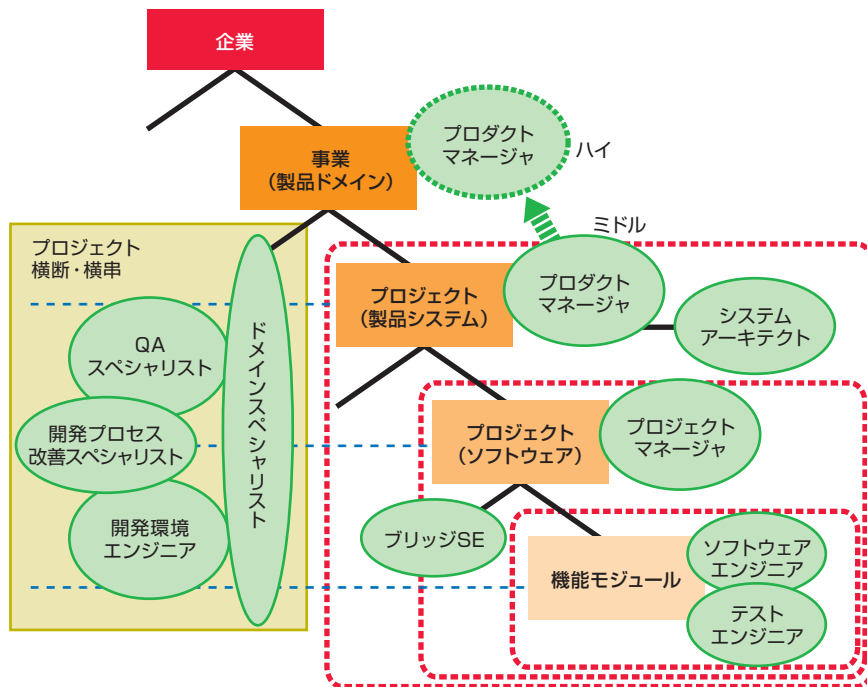 企業
プロダクト
マネージャ
ハイ
事業
（製品ドメイン）
ミドル
プロジェクト
横断・横串
プロダクト
マネージャ
プロジェクト
（製品システム）
システム
アーキテクト
QA
スペシャリスト
ドメインスペシャリスト
開発プロセス
改善スペシャリスト
開発環境
エンジニア
プロジェクト
（ソフトウェア）
プロジェクト
マネージャ
ブリッジSE
機能モジュール
ソフトウェア
エンジニア
テスト
エンジニア